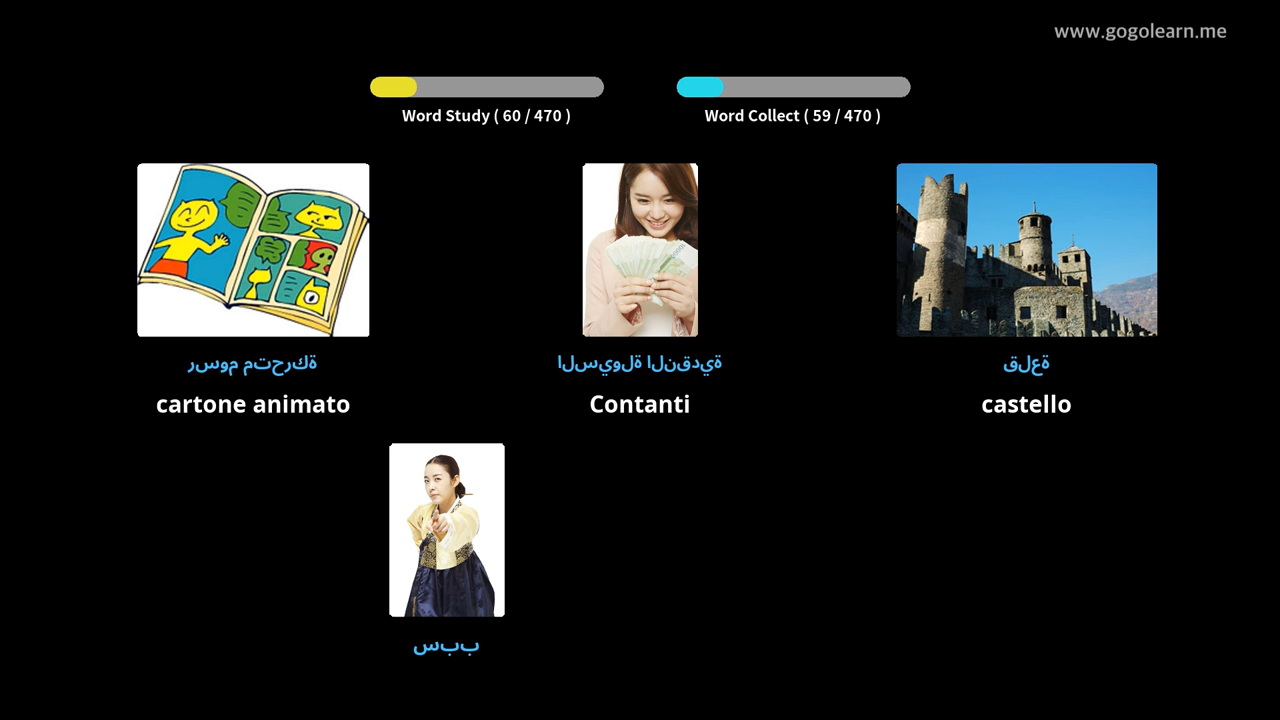 www.gogolearn.me
Word Study ( 60 / 470 )
Word Collect ( 59 / 470 )
رسوم متحركة
السيولة النقدية
قلعة
cartone animato
Contanti
castello
سبب